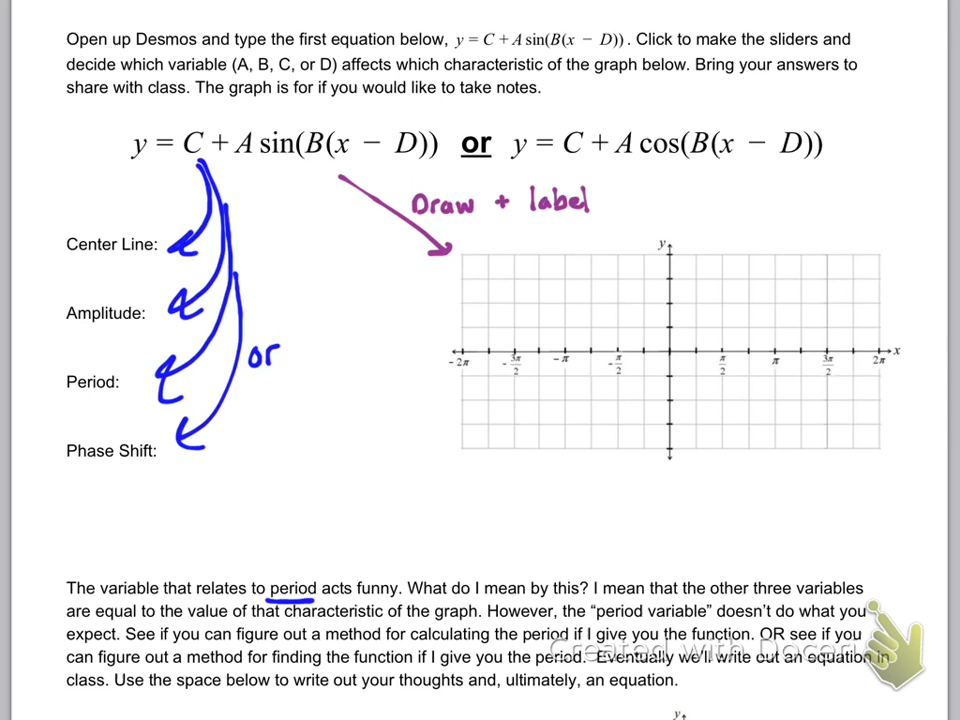 Open up Desmos and type the first equation below, y = C + A sin(B(x − D)). Click to make the sliders and
decide which variable (A, B, C, or D) affects which characteristic of the graph below. Bring your answers to
share with class. The graph is for if you would like to take notes.
y = C + A sin(B(x − D)) or y = C + A cos(B(x − D))
Draw + label
Center Line:
Amplitude:
or
Period:
Phase Shift:
y
x
-2π -3π/2 -π -π/2 π/2 π 3π/2 2π
The variable that relates to period acts funny. What do I mean by this? I mean that the other three variables
are equal to the value of that characteristic of the graph. However, the “period variable” doesn’t do what you
expect. See if you can figure out a method for calculating the period if I give you the function. OR see if you
can figure out a method for finding the function if I give you the period. Eventually we’ll write out an equation in
class. Use the space below to write out your thoughts and, ultimately, an equation.
Created with Doceri
y